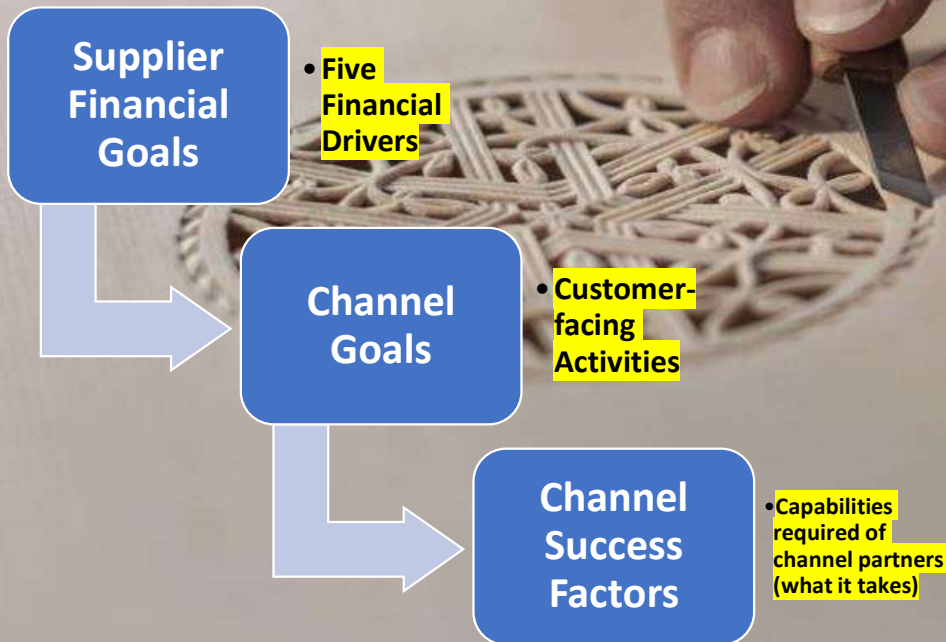 Supplier
Financial
Goals
• Five
Financial
Drivers
Channel
Goals
• Customer-
facing
Activities
Channel
Success
Factors
• Capabilities
required of
channel partners
(what it takes)